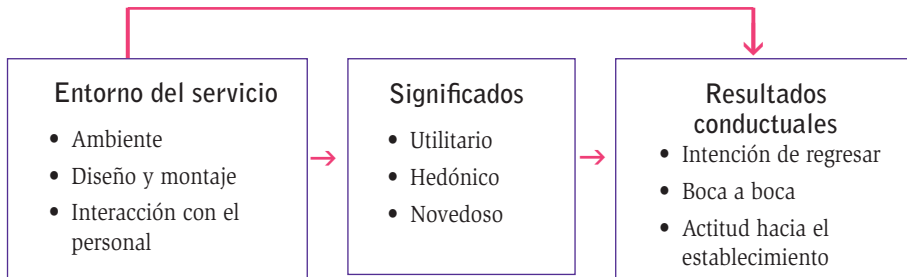 Entorno del servicio
• Ambiente
• Diseño y montaje
• Interacción con el
personal
Significados
• Utilitario
• Hedónico
• Novedoso
Resultados
conductuales
• Intención de regresar
• Boca a boca
• Actitud hacia el
establecimiento